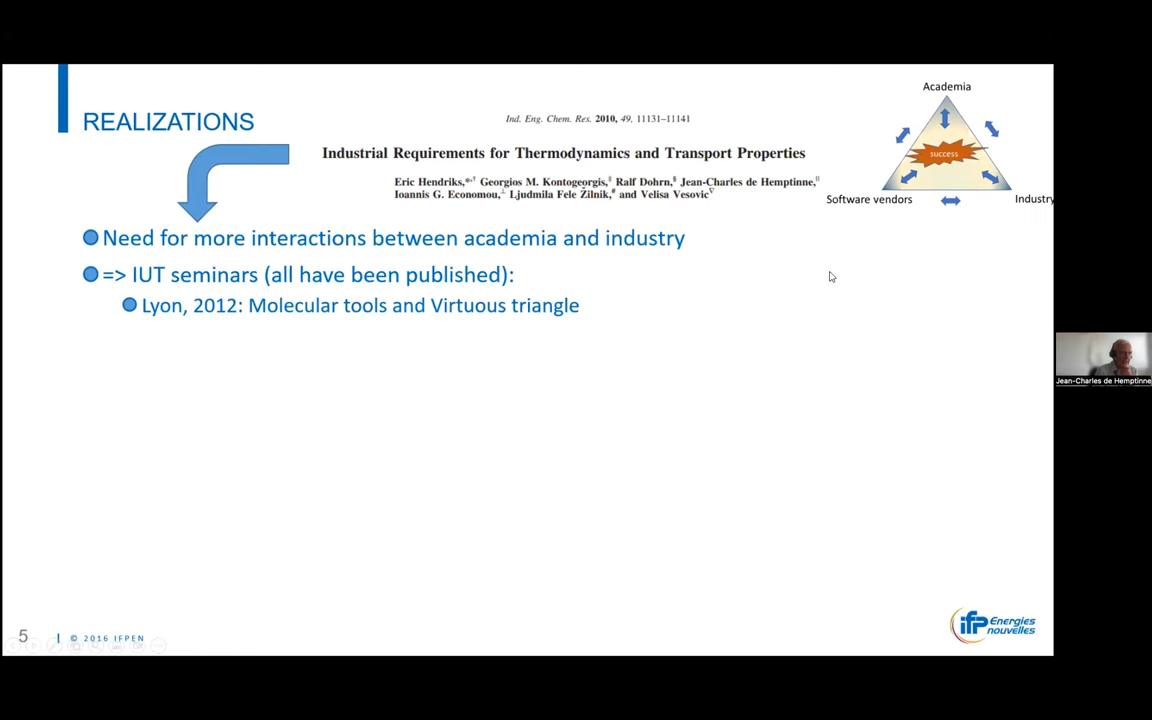 Academia
REALIZATIONS
Ind. Eng. Chem. Res. 2010, 49, 11131–11141
success
Industrial Requirements for Thermodynamics and Transport Properties
Eric Hendriks,*,† Georgios M. Kontogeorgis,‡ Ralf Dohrn,§ Jean-Charles de Hemptinne,||
Ioannis G. Economou,⊥ Ljudmila Fele Žilnik,# and Velisa Vesovic∇
Software vendors
Industry
Need for more interactions between academia and industry
=> IUT seminars (all have been published):
Lyon, 2012: Molecular tools and Virtuous triangle
Jean-Charles de Hemptinne
5 | © 2016 IFPEN
ifp Energies
nouvelles